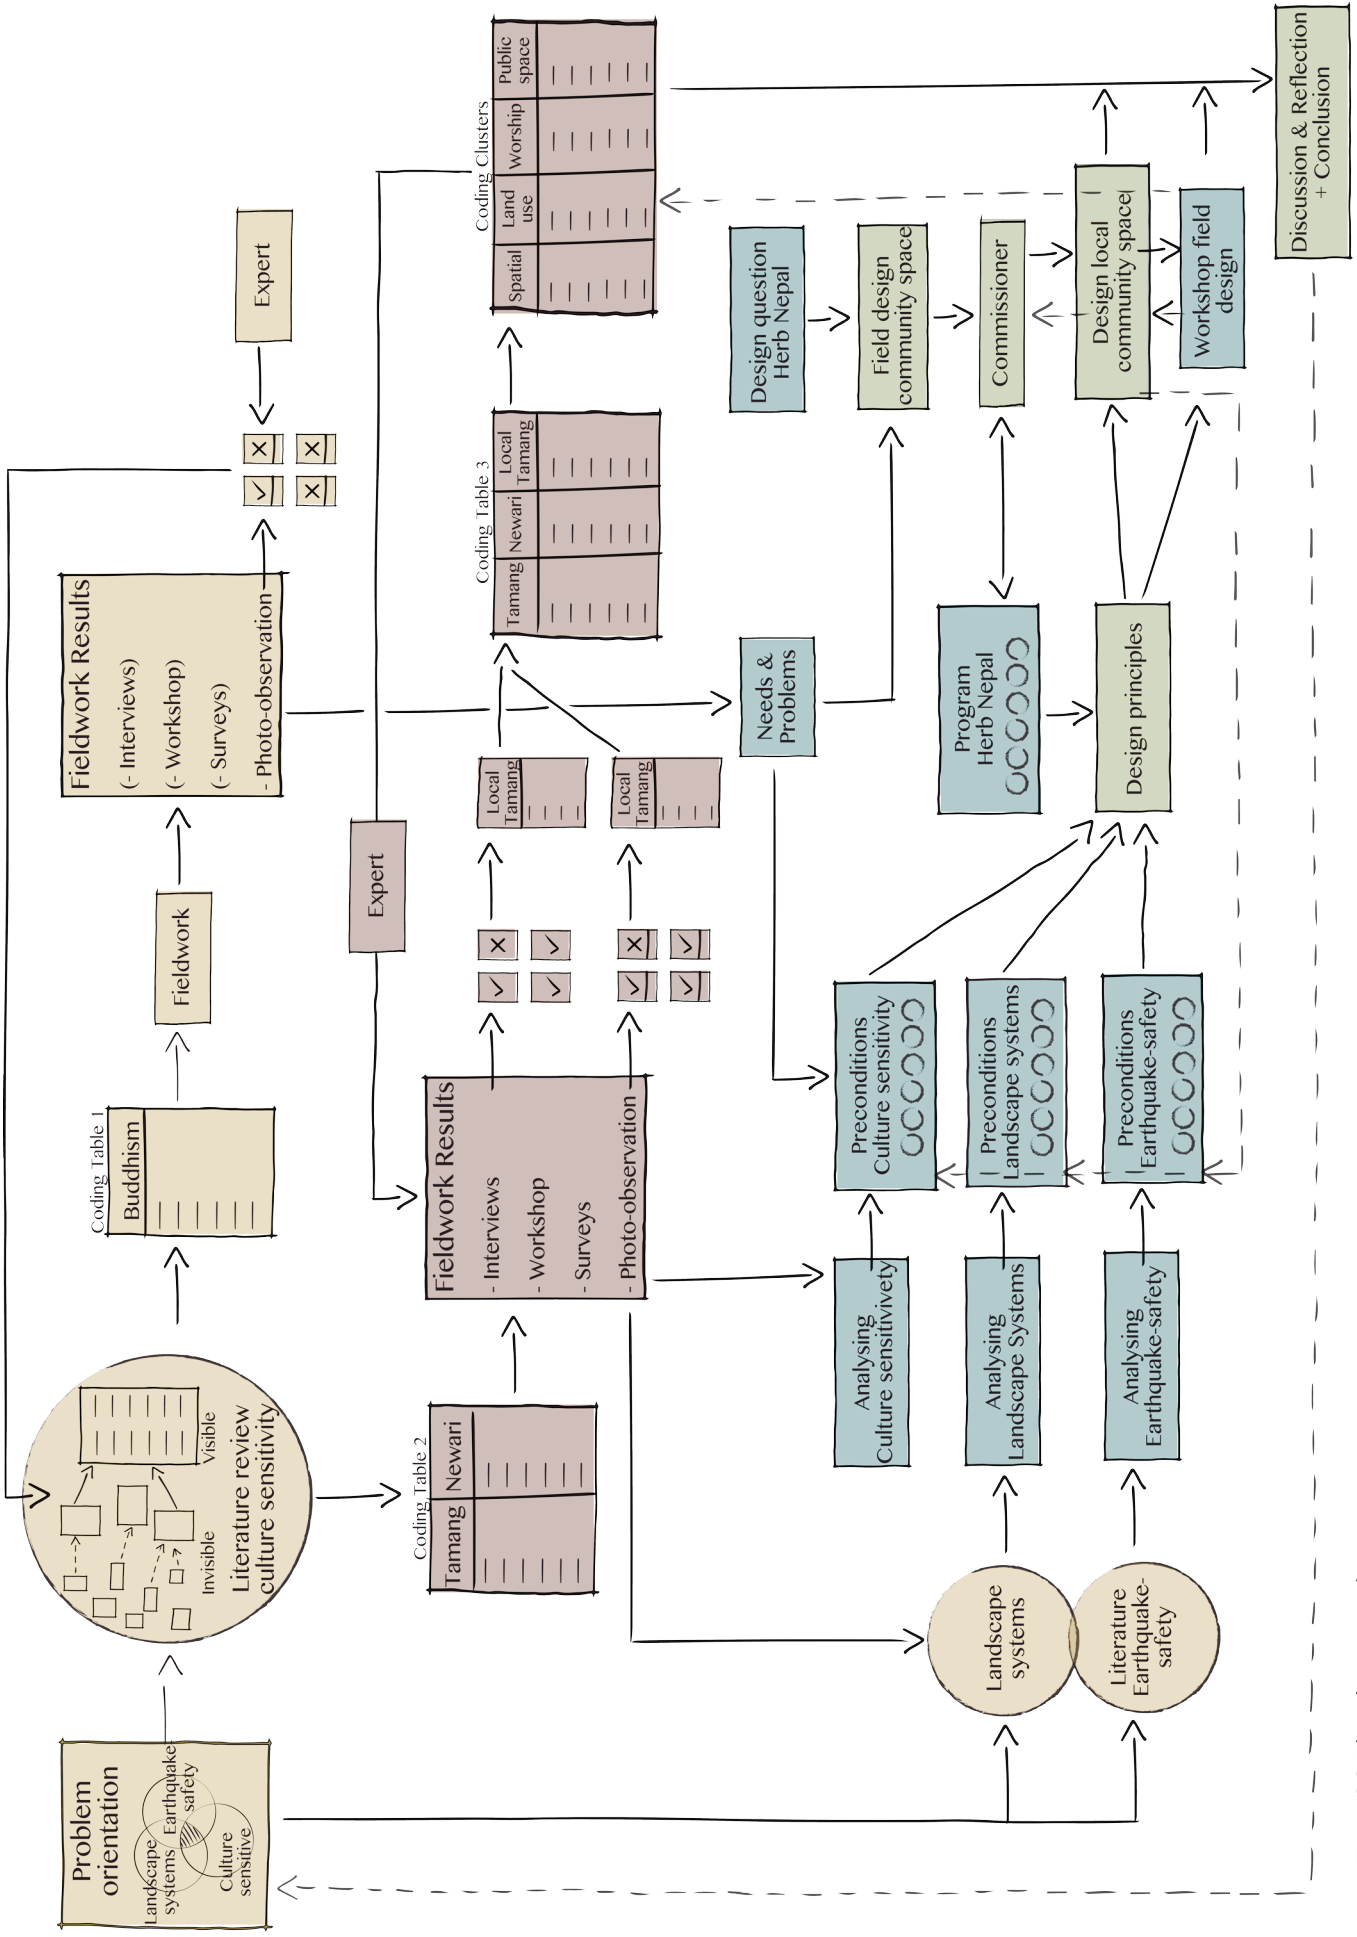 Problem
orientation
Landscape
systems
Earthquake-
safety
Culture
sensitive
Invisible
Visible
Literature review
culture sensitivity
Coding Table 1
Buddhism
Fieldwork
Fieldwork Results
(- Interviews)
(- Workshop)
(- Surveys)
- Photo-observation
Expert
Coding Table 2
Tamang
Newari
Fieldwork Results
- Interviews
- Workshop
- Surveys
- Photo-observation
Expert
Local
Tamang
Local
Tamang
Coding Table 3
Tamang
Newari
Local
Tamang
Coding Clusters
Spatial
Land
use
Worship
Public
space
Needs &
Problems
Design question
Herb Nepal
Field design
community space
Commissioner
Design local
community space
Workshop field
design
Landscape
systems
Literature
Earthquake-
safety
Analysing
Culture sensitivivety
Analysing
Landscape Systems
Analysing
Earthquake-safety
Preconditions
Culture sensitivity
Preconditions
Landscape systems
Preconditions
Earthquake-safety
Program
Herb Nepal
Design principles
Discussion & Reflection
+ Conclusion